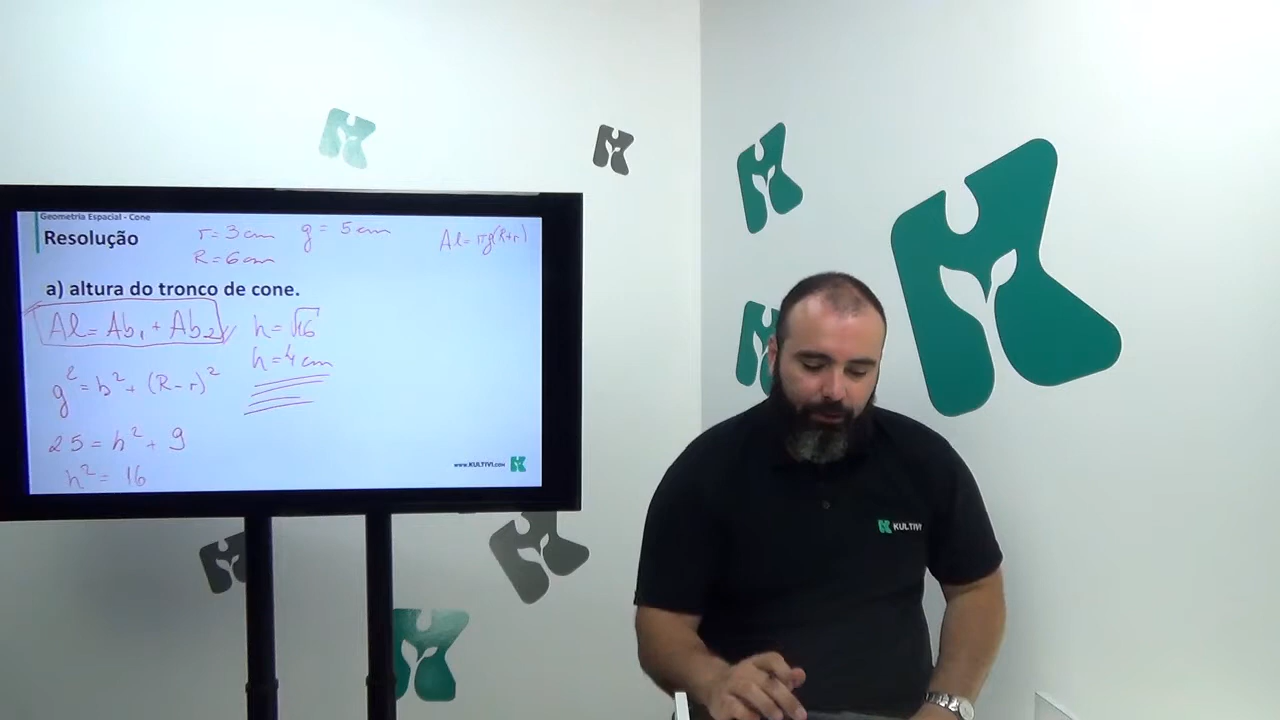 Geometria Espacial - Cone
Resolução
r = 3 cm g = 5 cm
R = 6 cm
Al = πg(R+r)
a) altura do tronco de cone.
Al = Ab₁ + Ab₂
g² = h² + (R - r)²
25 = h² + 9
h² = 16
h = √16
h = 4 cm
www.KULTIVI.COM
KULTIVI